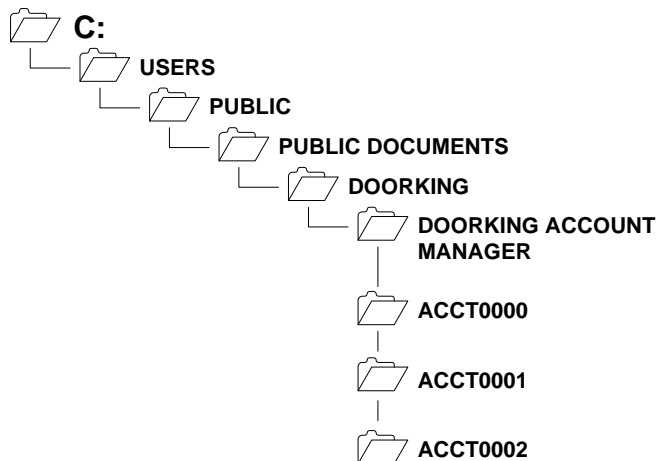 C:
USERS
PUBLIC
PUBLIC DOCUMENTS
DOORKING
DOORKING ACCOUNT
MANAGER
ACCT0000
ACCT0001
ACCT0002